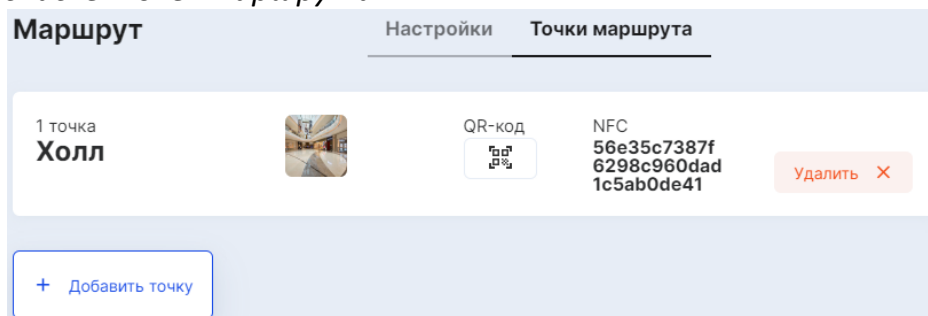 Маршрут
Настройки Точки маршрута
1 точка
Холл
QR-код
NFC
56e35c7387f
6298c960dad
1c5ab0de41
Удалить ×
+ Добавить точку